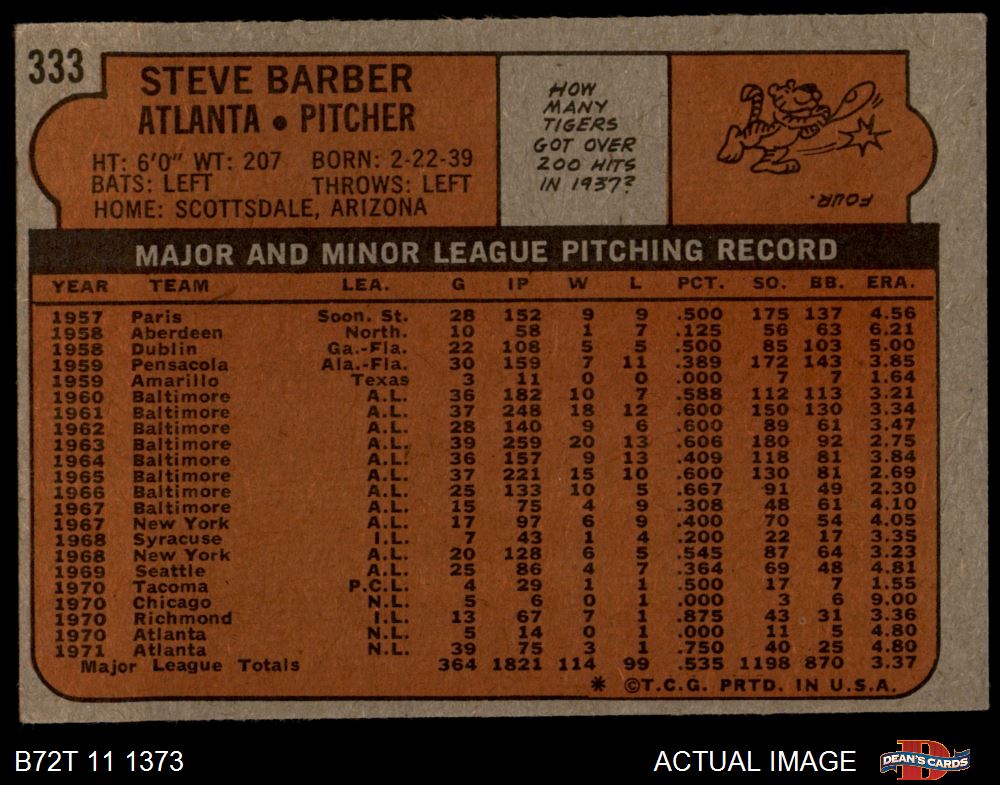 333
STEVE BARBER
ATLANTA • PITCHER
HT: 6'0" WT: 207 BORN: 2-22-39
BATS: LEFT THROWS: LEFT
HOME: SCOTTSDALE, ARIZONA
HOW
MANY
TIGERS
GOT OVER
200 HITS
IN 1937?
FOUR.
MAJOR AND MINOR LEAGUE PITCHING RECORD
YEAR TEAM LEA. G IP W L PCT. SO. BB. ERA.
1957 Paris Soon. St. 28 152 9 9 .500 175 137 4.56
1958 Aberdeen North. 10 58 1 7 .125 56 63 6.21
1958 Dublin Ga.-Fla. 22 108 5 5 .500 85 103 5.00
1959 Pensacola Ala.-Fla. 30 159 7 11 .389 172 143 3.85
1959 Amarillo Texas 3 11 0 0 .000 7 7 1.64
1960 Baltimore A.L. 36 182 10 7 .588 112 113 3.21
1961 Baltimore A.L. 37 248 18 12 .600 150 130 3.34
1962 Baltimore A.L. 28 140 9 6 .600 89 61 3.47
1963 Baltimore A.L. 39 259 20 13 .606 180 92 2.75
1964 Baltimore A.L. 36 157 9 13 .409 118 81 3.84
1965 Baltimore A.L. 37 221 15 10 .600 130 81 2.69
1966 Baltimore A.L. 25 133 10 5 .667 91 49 2.30
1967 Baltimore A.L. 15 75 4 9 .308 48 61 4.10
1967 New York A.L. 17 97 6 9 .400 70 54 4.05
1968 Syracuse I.L. 7 43 1 4 .200 22 17 3.35
1968 New York A.L. 20 128 6 5 .545 87 64 3.23
1969 Seattle A.L. 25 86 4 7 .364 69 48 4.81
1970 Tacoma P.C.L. 4 29 1 1 .500 17 7 1.55
1970 Chicago N.L. 5 6 0 1 .000 3 6 9.00
1970 Richmond I.L. 13 67 7 1 .875 43 31 3.36
1970 Atlanta N.L. 5 14 0 1 .000 11 5 4.80
1971 Atlanta N.L. 39 75 3 1 .750 40 25 4.80
Major League Totals 364 1821 114 99 .535 1198 870 3.37
* ©T.C.G. PRTD. IN U.S.A.
B72T 11 1373 ACTUAL IMAGE DEAN'S CARDS